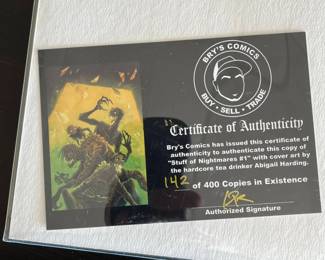 BRY'S COMICS
BUY · SELL · TRADE
Certificate of Authenticity
Bry's Comics has issued this certificate of
authenticity to authenticate this copy of
"Stuff of Nightmares #1" with cover art by
the hardcore tea drinker Abigail Harding.
142 of 400 Copies in Existence
Authorized Signature